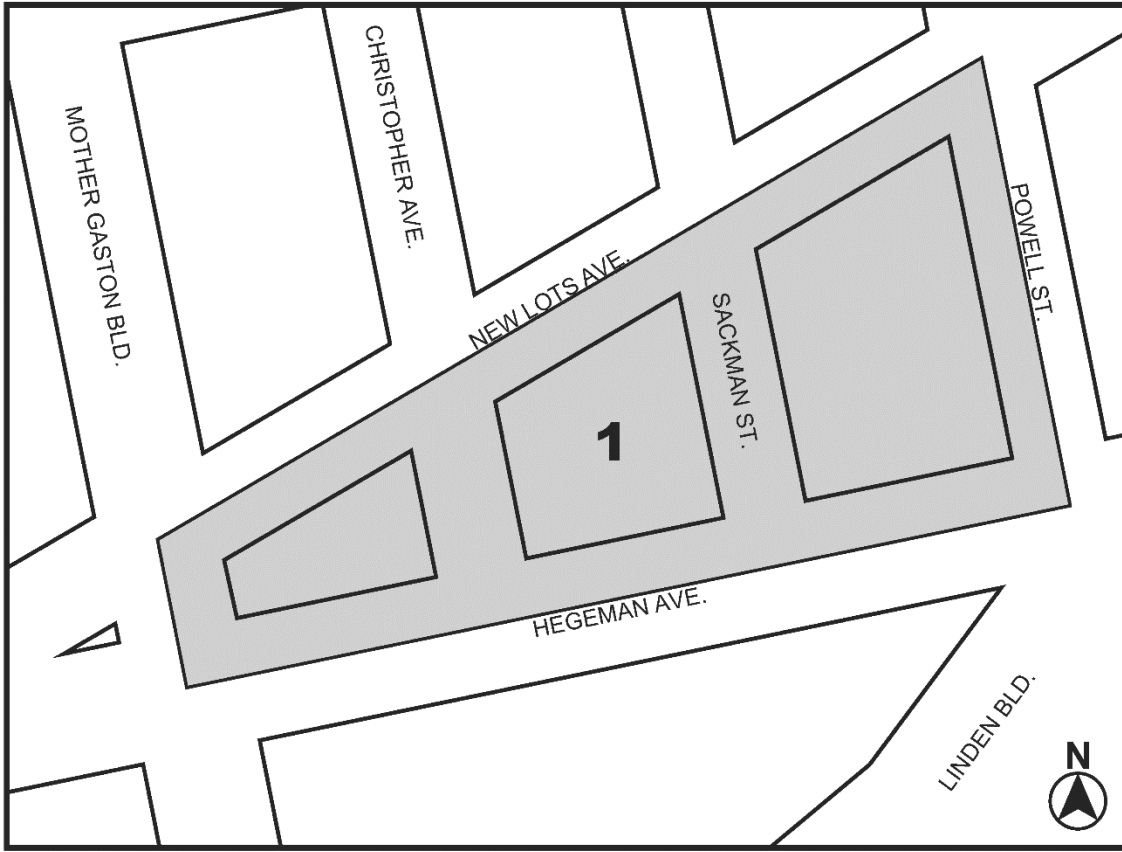 CHRISTOPHER AVE.
MOTHER GASTON BLD.
POWELL ST.
NEW LOTS AVE.
SACKMAN ST.
1
HEGEMAN AVE.
LINDEN BLD.
N